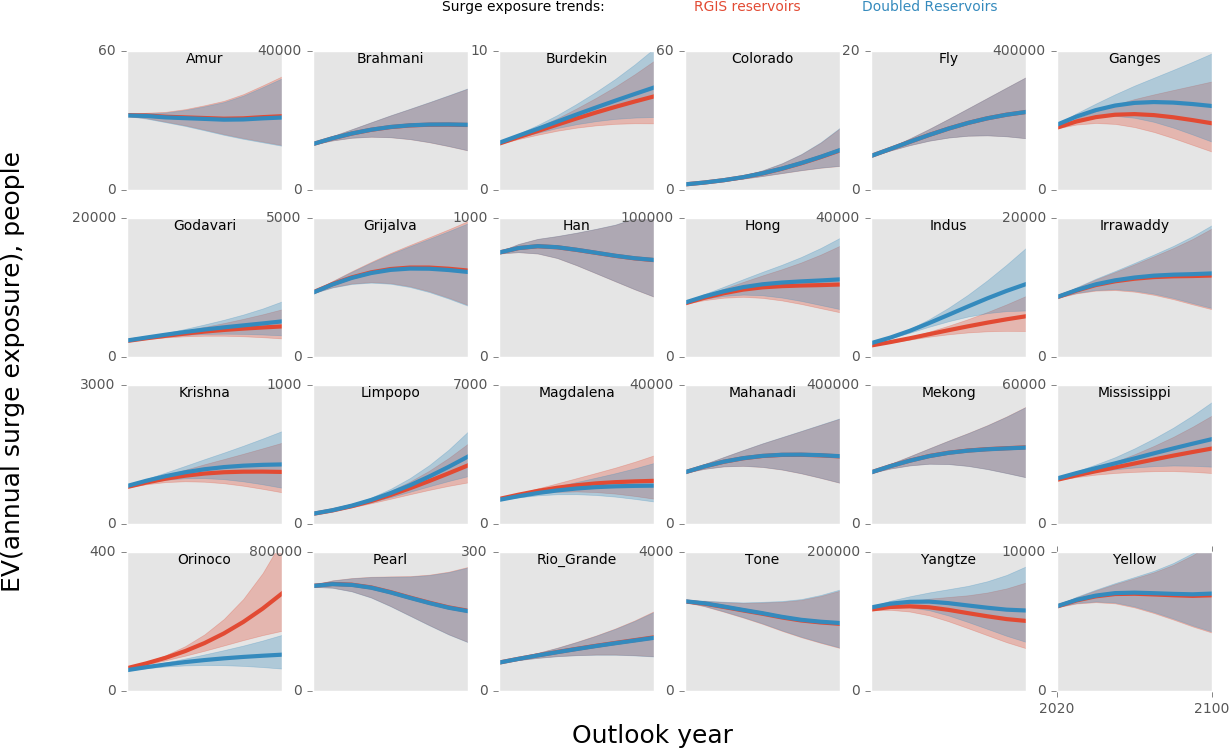 Surge exposure trends: RGIS reservoirs Doubled Reservoirs
60 40000 10 60 20 400000
Amur Brahmani Burdekin Colorado Fly Ganges
0 0 0 0 0 0
20000 5000 1000 100000 40000 20000
Godavari Grijalva Han Hong Indus Irrawaddy
0 0 0 0 0 0
3000 1000 7000 40000 400000 60000
Krishna Limpopo Magdalena Mahanadi Mekong Mississippi
0 0 0 0 0 0
400 800000 300 4000 200000 10000
Orinoco Pearl Rio_Grande Tone Yangtze Yellow
0 0 0 0 0 0
2020 2100
EV(annual surge exposure), people
Outlook year